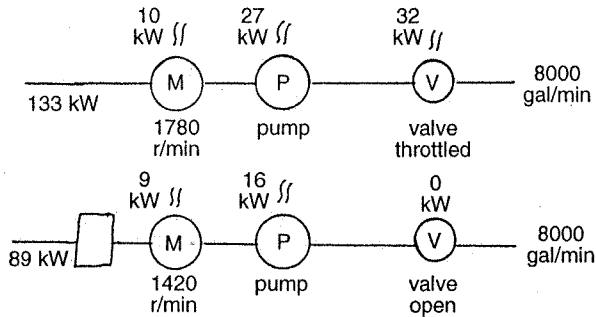 10
kW
27
kW
32
kW
133 kW
M
P
V
8000
gal/min
1780
r/min
pump
valve
throttled
9
kW
16
kW
0
kW
89 kW
M
P
V
8000
gal/min
1420
r/min
pump
valve
open